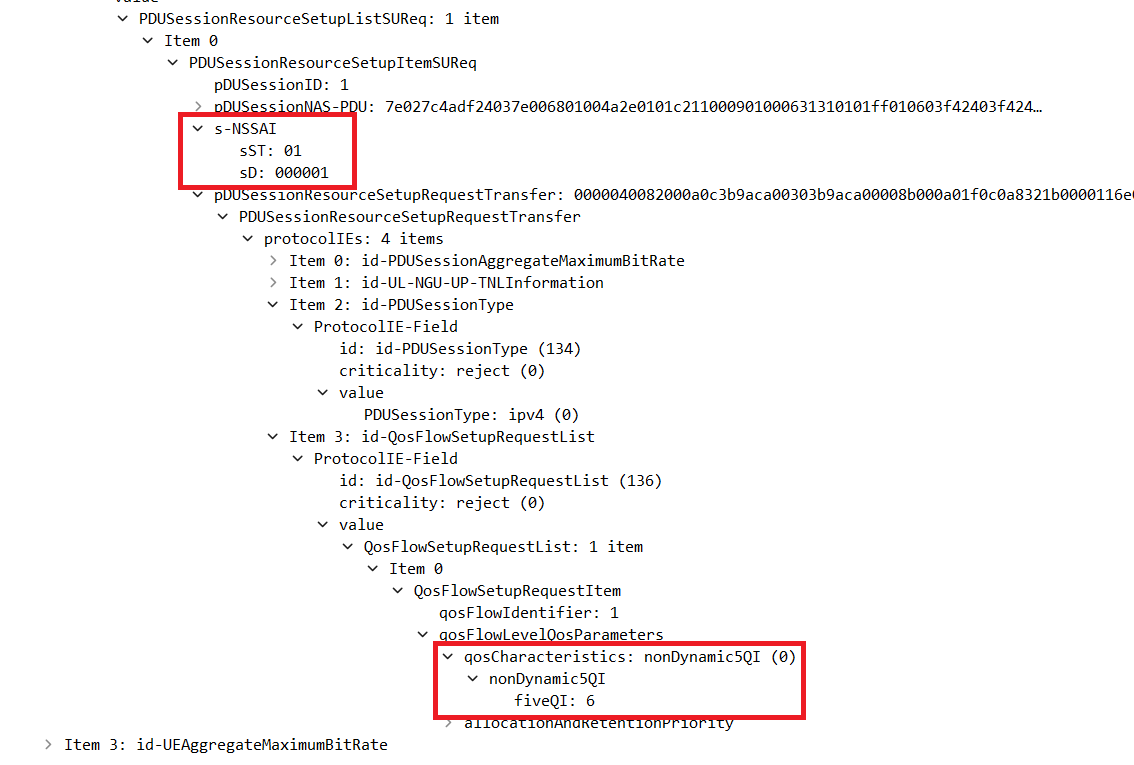 PDUSessionResourceSetupListSUReq: 1 item
Item 0
PDUSessionResourceSetupItemSUReq
pDUSessionID: 1
pDUSessionNAS-PDU: 7e027c4adf24037e006801004a2e0101c211000901000631310101ff010603f42403f424…
s-NSSAI
sST: 01
sD: 000001
pDUSessionResourceSetupRequestTransfer: 0000040082000a0c3b9aca00303b9aca00008b000a01f0c0a8321b0000116e0
PDUSessionResourceSetupRequestTransfer
protocolIEs: 4 items
Item 0: id-PDUSessionAggregateMaximumBitRate
Item 1: id-UL-NGU-UP-TNLInformation
Item 2: id-PDUSessionType
ProtocolIE-Field
id: id-PDUSessionType (134)
criticality: reject (0)
value
PDUSessionType: ipv4 (0)
Item 3: id-QosFlowSetupRequestList
ProtocolIE-Field
id: id-QosFlowSetupRequestList (136)
criticality: reject (0)
value
QosFlowSetupRequestList: 1 item
Item 0
QosFlowSetupRequestItem
qosFlowIdentifier: 1
qosFlowLevelQosParameters
qosCharacteristics: nonDynamic5QI (0)
nonDynamic5QI
fiveQI: 6
allocationAndRetentionPriority
Item 3: id-UEAggregateMaximumBitRate